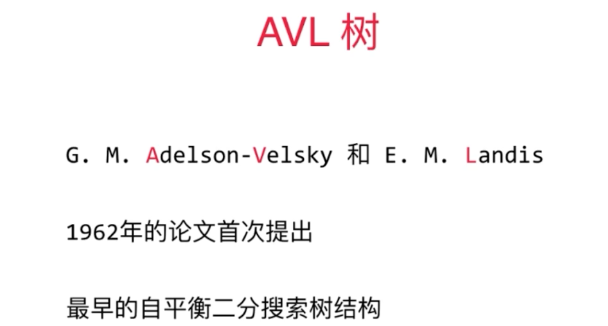 AVL 树
G. M. Adelson-Velsky 和 E. M. Landis
1962年的论文首次提出
最早的自平衡二分搜索树结构